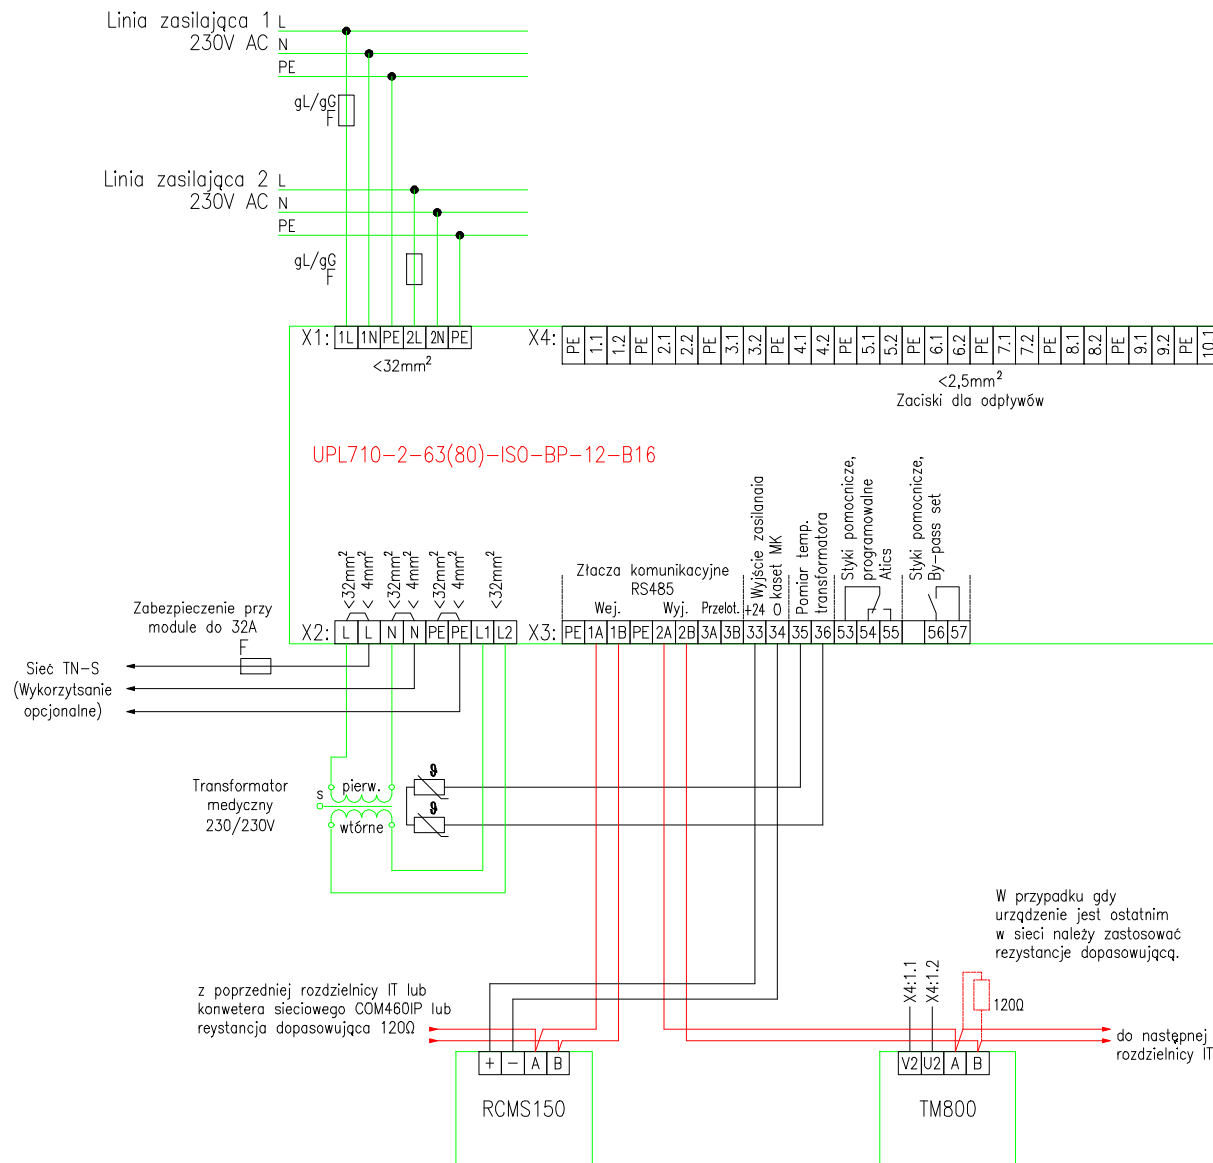 Linia zasilająca 1
230V AC
L
N
PE
gL/gG
F
Linia zasilająca 2
230V AC
L
N
PE
gL/gG
F
X1: 1L 1N PE 2L 2N PE
<32mm²
X4: PE 1.1 1.2 PE 2.1 2.2 PE 3.1 3.2 PE 4.1 4.2 PE 5.1 5.2 PE 6.1 6.2 PE 7.1 7.2 PE 8.1 8.2 PE 9.1 9.2 PE 10.1
<2,5mm²
Zaciski dla odpływów
UPL710-2-63(80)-ISO-BP-12-B16
<32mm²
< 4mm²
<32mm²
< 4mm²
<32mm²
< 4mm²
<32mm²
Złacza komunikacyjne
RS485
Wej. Wyj. Przelot.
+24 0
Wyjście zasilanaia
kaset MK
Pomiar temp.
transformatora
Styki pomocnicze,
programowalne
Atics
Styki pomocnicze,
By-pass set
X2: L L N N PE PE L1 L2
X3: PE 1A 1B PE 2A 2B 3A 3B 33 34 35 36 53 54 55 56 57
Zabezpieczenie przy
module do 32A
F
Sieć TN-S
(Wykorzytsanie
opcjonalne)
Transformator
medyczny
230/230V
S
pierw.
wtórne
ϑ
ϑ
W przypadku gdy
urządzenie jest ostatnim
w sieci należy zastosować
rezystancje dopasowującą.
X4:1.1
X4:1.2
120Ω
z poprzedniej rozdzielnicy IT lub
konwetera sieciowego COM460IP lub
reystancja dopasowująca 120Ω
do następnej
rozdzielnicy IT
+ − A B
RCMS150
V2 U2 A B
TM800